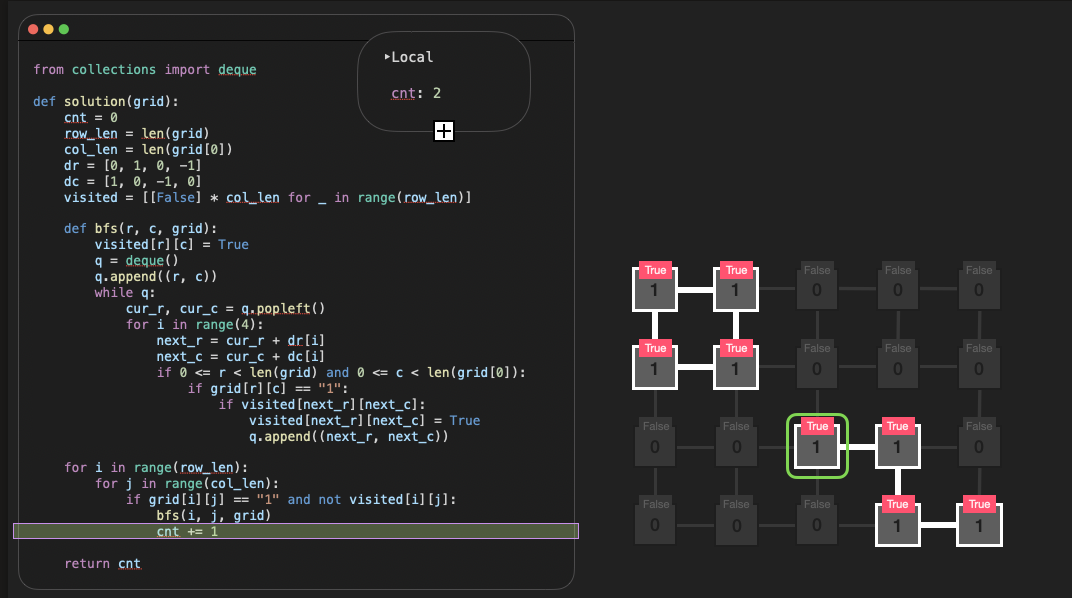 ▸Local
cnt: 2
from collections import deque
def solution(grid):
    cnt = 0
    row_len = len(grid)
    col_len = len(grid[0])
    dr = [0, 1, 0, -1]
    dc = [1, 0, -1, 0]
    visited = [[False] * col_len for _ in range(row_len)]
    def bfs(r, c, grid):
        visited[r][c] = True
        q = deque()
        q.append((r, c))
        while q:
            cur_r, cur_c = q.popleft()
            for i in range(4):
                next_r = cur_r + dr[i]
                next_c = cur_c + dc[i]
                if 0 <= r < len(grid) and 0 <= c < len(grid[0]):
                    if grid[r][c] == "1":
                        if visited[next_r][next_c]:
                            visited[next_r][next_c] = True
                            q.append((next_r, next_c))
    for i in range(row_len):
        for j in range(col_len):
            if grid[i][j] == "1" and not visited[i][j]:
                bfs(i, j, grid)
                cnt += 1
    return cnt
True True False False False
1 1 0 0 0
True True False False False
1 1 0 0 0
False False True True False
0 0 1 1 0
False False False True True
0 0 0 1 1